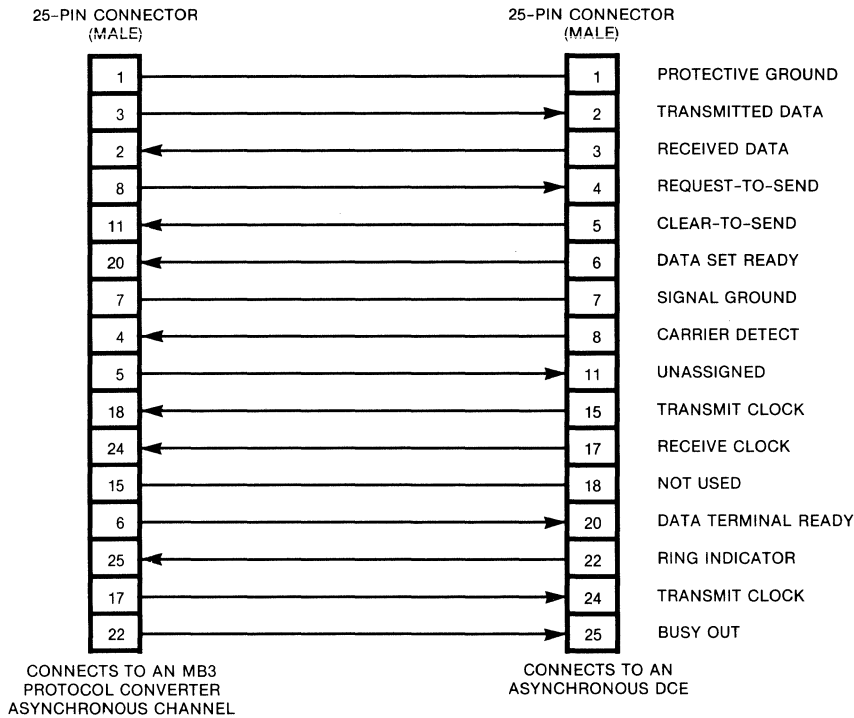 25-PIN CONNECTOR
(MALE)
25-PIN CONNECTOR
(MALE)
1 1 PROTECTIVE GROUND
3 2 TRANSMITTED DATA
2 3 RECEIVED DATA
8 4 REQUEST-TO-SEND
11 5 CLEAR-TO-SEND
20 6 DATA SET READY
7 7 SIGNAL GROUND
4 8 CARRIER DETECT
5 11 UNASSIGNED
18 15 TRANSMIT CLOCK
24 17 RECEIVE CLOCK
15 18 NOT USED
6 20 DATA TERMINAL READY
25 22 RING INDICATOR
17 24 TRANSMIT CLOCK
22 25 BUSY OUT
CONNECTS TO AN MB3
PROTOCOL CONVERTER
ASYNCHRONOUS CHANNEL
CONNECTS TO AN
ASYNCHRONOUS DCE